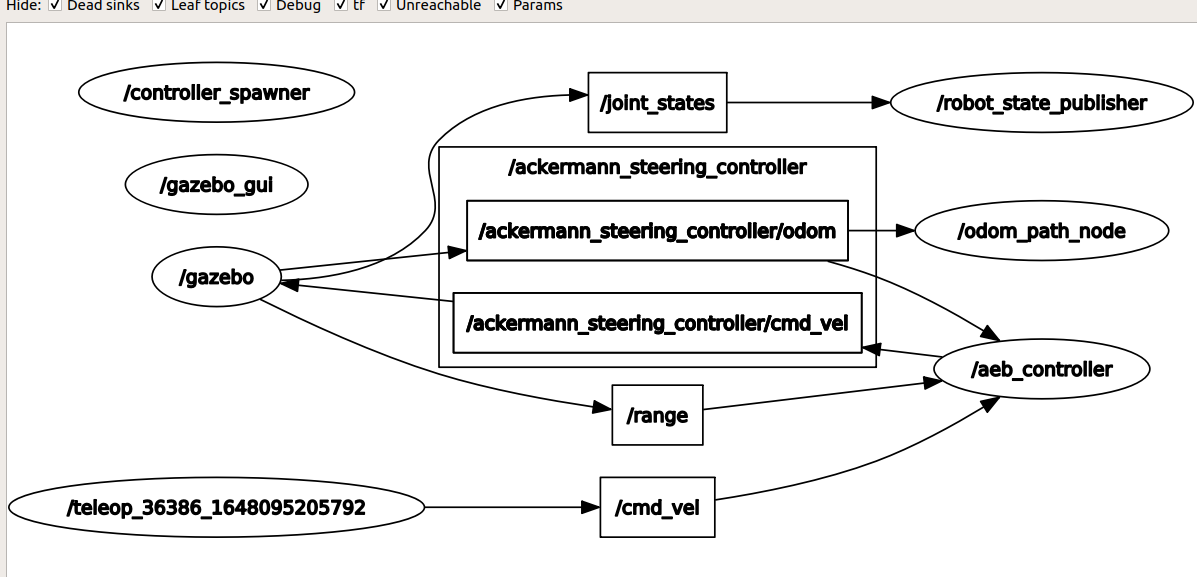 Hide: Dead sinks Leaf topics Debug tf Unreachable Params
/controller_spawner
/joint_states
/robot_state_publisher
/ackermann_steering_controller
/gazebo_gui
/ackermann_steering_controller/odom
/odom_path_node
/gazebo
/ackermann_steering_controller/cmd_vel
/aeb_controller
/range
/teleop_36386_1648095205792
/cmd_vel